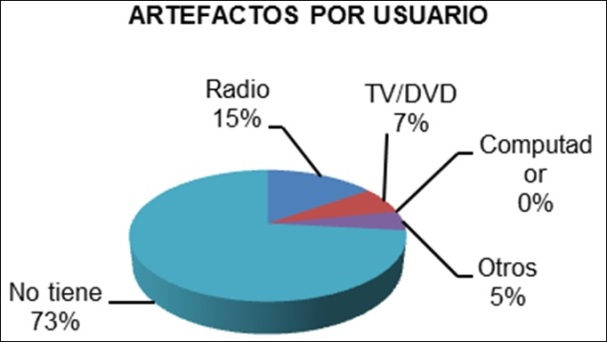 ARTEFACTOS POR USUARIO
Radio
15%
TV/DVD
7%
Computad
or
0%
Otros
5%
No tiene
73%